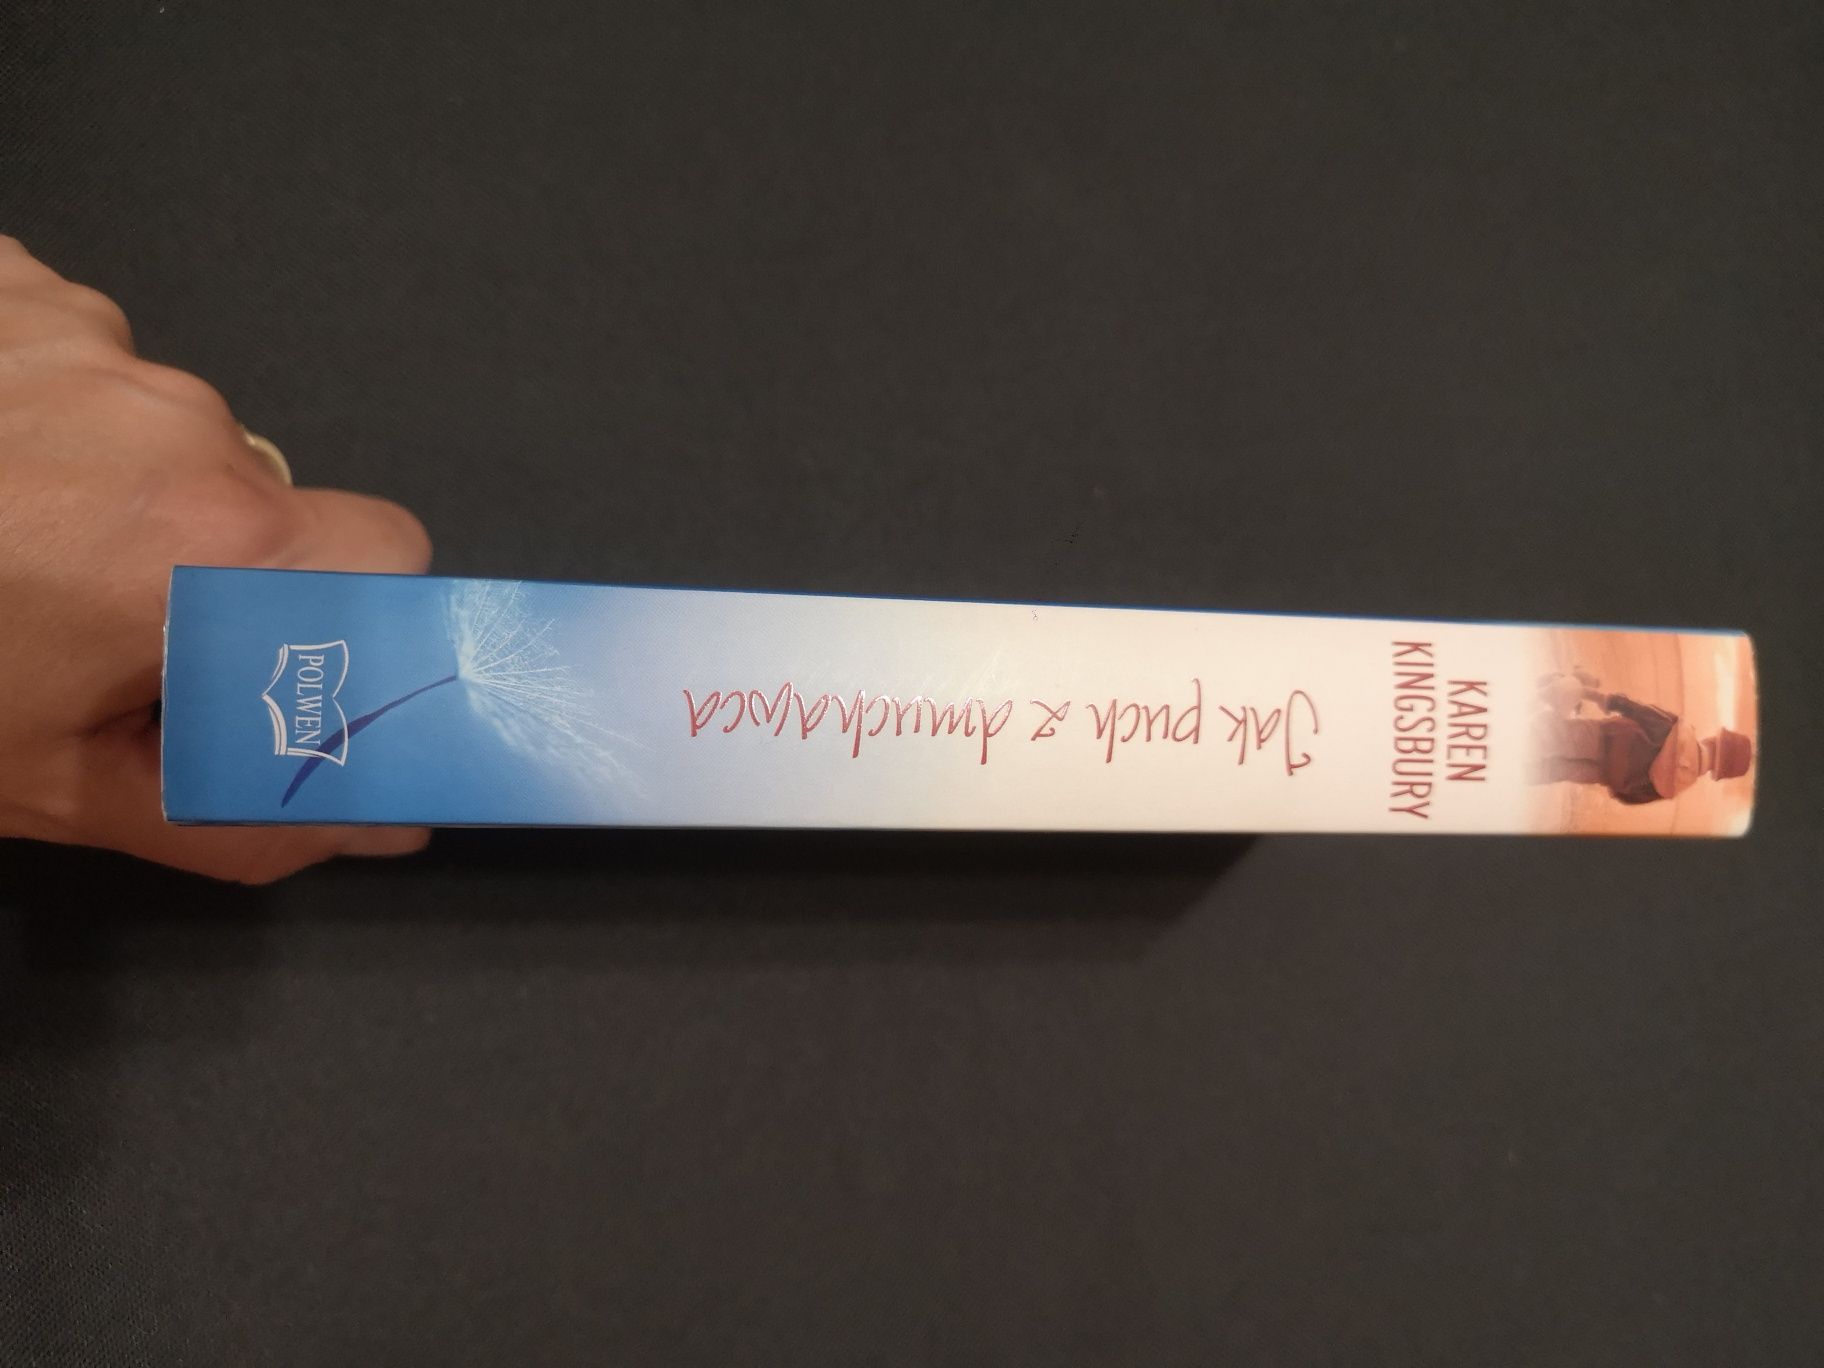 KAREN
KINGSBURY
Jak puch z dmuchawca
POLWEN